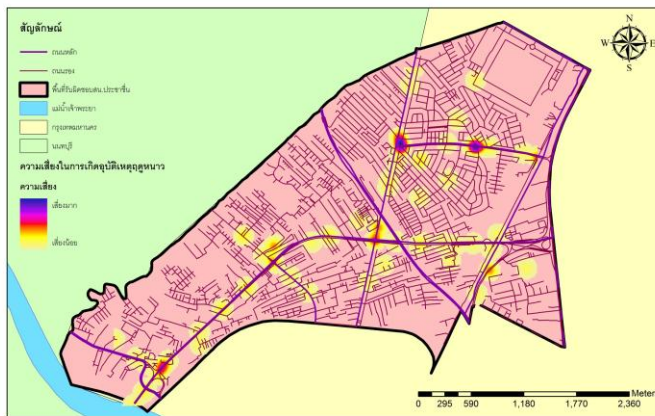 สัญลักษณ์
ถนนหลัก
ถนนรอง
พื้นที่รับผิดชอบสน.ประชาชื่น
แม่น้ำเจ้าพระยา
กรุงเทพมหานคร
นนทบุรี
ความเสี่ยงในการเกิดอุบัติเหตุฤดูหนาว
ความเสี่ยง
เสี่ยงมาก
เสี่ยงน้อย
N
W
E
S
Meter
0 295 590 1,180 1,770 2,360